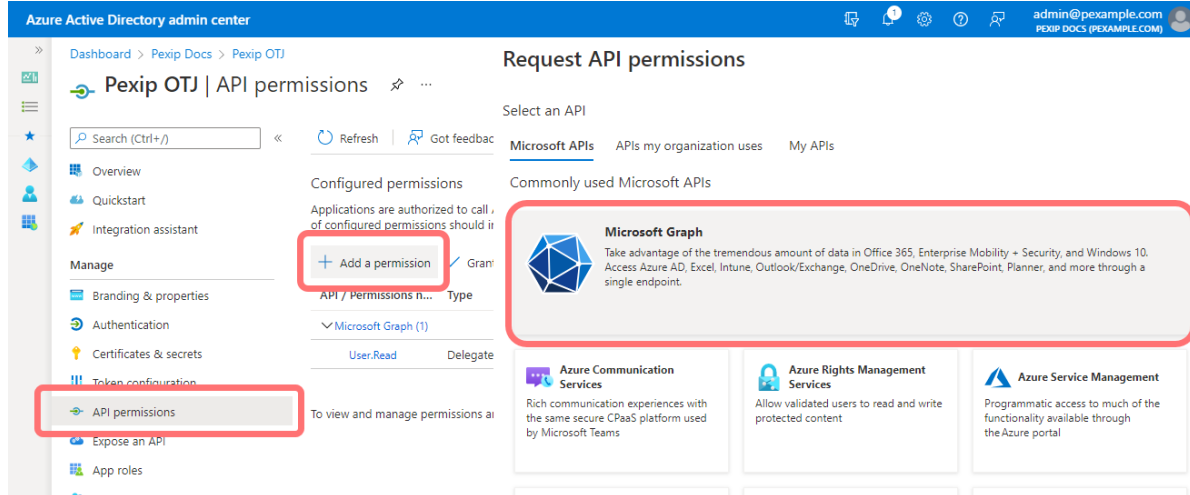 Azure Active Directory admin center
1
admin@pexample.com
PEXIP DOCS (PEXAMPLE.COM)
Dashboard > Pexip Docs > Pexip OTJ
Pexip OTJ | API permissions
Search (Ctrl+/)
Overview
Quickstart
Integration assistant
Manage
Branding & properties
Authentication
Certificates & secrets
Token configuration
API permissions
Expose an API
App roles
Refresh
Got feedbac
Configured permissions
Applications are authorized to call
of configured permissions should i
+ Add a permission
Grant
API / Permissions n...
Type
Microsoft Graph (1)
User.Read
Delegate
To view and manage permissions a
Request API permissions
Select an API
Microsoft APIs
APIs my organization uses
My APIs
Commonly used Microsoft APIs
Microsoft Graph
Take advantage of the tremendous amount of data in Office 365, Enterprise Mobility + Security, and Windows 10.
Access Azure AD, Excel, Intune, Outlook/Exchange, OneDrive, OneNote, SharePoint, Planner, and more through a
single endpoint.
Azure Communication
Services
Rich communication experiences with
the same secure CPaaS platform used
by Microsoft Teams
Azure Rights Management
Services
Allow validated users to read and write
protected content
Azure Service Management
Programmatic access to much of the
functionality available through
the Azure portal